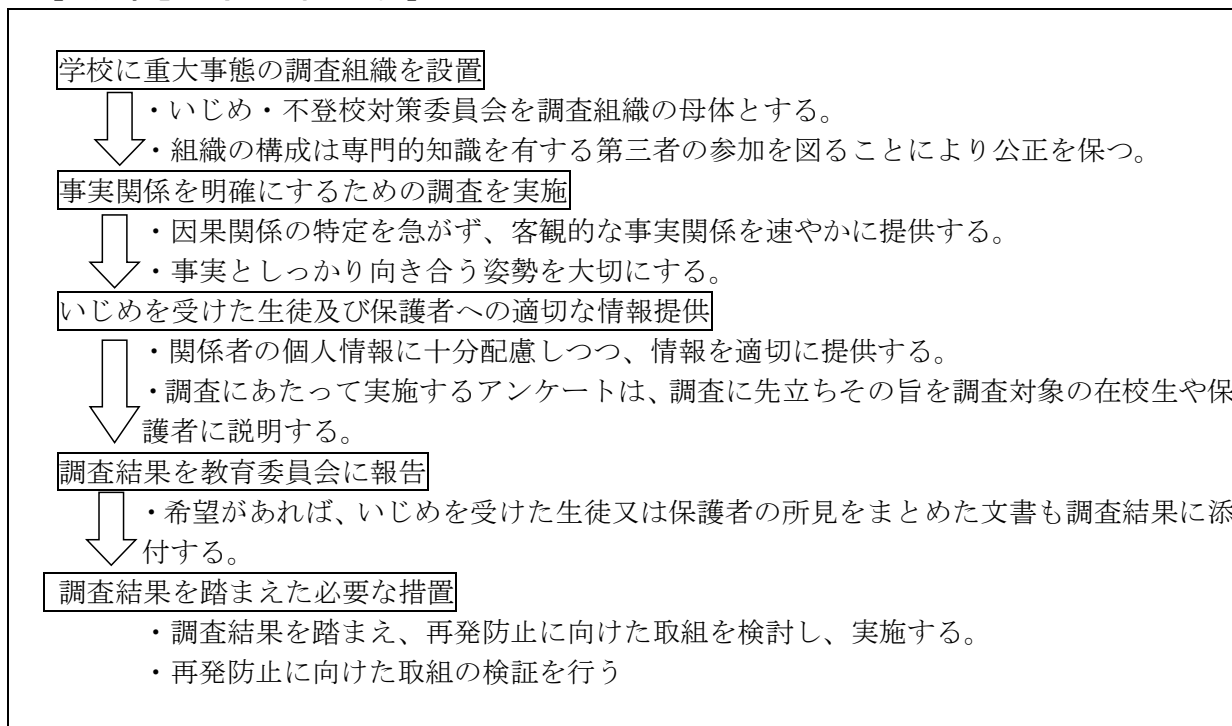 学校に重大事態の調査組織を設置
・いじめ・不登校対策委員会を調査組織の母体とする。
・組織の構成は専門的知識を有する第三者の参加を図ることにより公正を保つ。
事実関係を明確にするための調査を実施
・因果関係の特定を急がず、客観的な事実関係を速やかに提供する。
・事実としっかり向き合う姿勢を大切にする。
いじめを受けた生徒及び保護者への適切な情報提供
・関係者の個人情報に十分配慮しつつ、情報を適切に提供する。
・調査にあたって実施するアンケートは、調査に先立ちその旨を調査対象の在校生や保
護者に説明する。
調査結果を教育委員会に報告
・希望があれば、いじめを受けた生徒又は保護者の所見をまとめた文書も調査結果に添
付する。
調査結果を踏まえた必要な措置
・調査結果を踏まえ、再発防止に向けた取組を検討し、実施する。
・再発防止に向けた取組の検証を行う